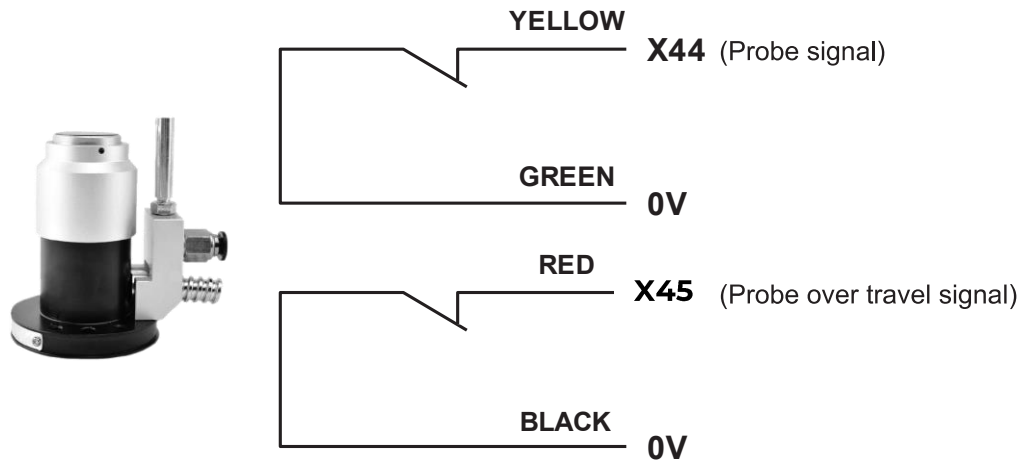 YELLOW
X44 (Probe signal)
GREEN
0V
RED
X45 (Probe over travel signal)
BLACK
0V